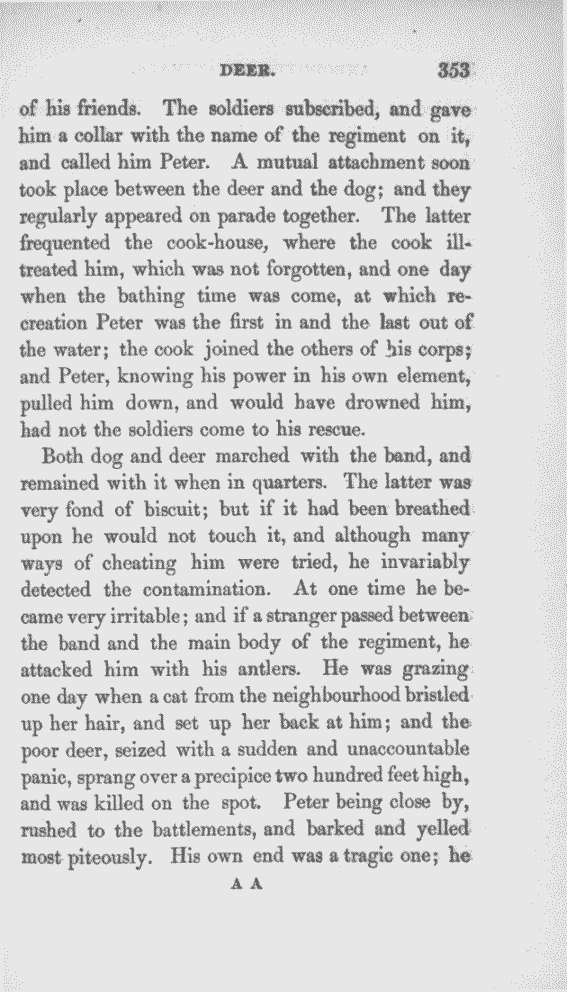 DEER. 353
of his friends. The soldiers subscribed, and gave
him a collar with the name of the regiment on it,
and called him Peter. A mutual attachment soon
took place between the deer and the dog; and they
regularly appeared on parade together. The latter
frequented the cook-house, where the cook ill-
treated him, which was not forgotten, and one day
when the bathing time was come, at which re-
creation Peter was the first in and the last out of
the water; the cook joined the others of his corps;
and Peter, knowing his power in his own element,
pulled him down, and would have drowned him,
had not the soldiers come to his rescue.
Both dog and deer marched with the band, and
remained with it when in quarters. The latter was
very fond of biscuit; but if it had been breathed
upon he would not touch it, and although many
ways of cheating him were tried, he invariably
detected the contamination. At one time he be-
came very irritable; and if a stranger passed between
the band and the main body of the regiment, he
attacked him with his antlers. He was grazing
one day when a cat from the neighbourhood bristled
up her hair, and set up her back at him; and the
poor deer, seized with a sudden and unaccountable
panic, sprang over a precipice two hundred feet high,
and was killed on the spot. Peter being close by,
rushed to the battlements, and barked and yelled
most piteously. His own end was a tragic one; he
A A